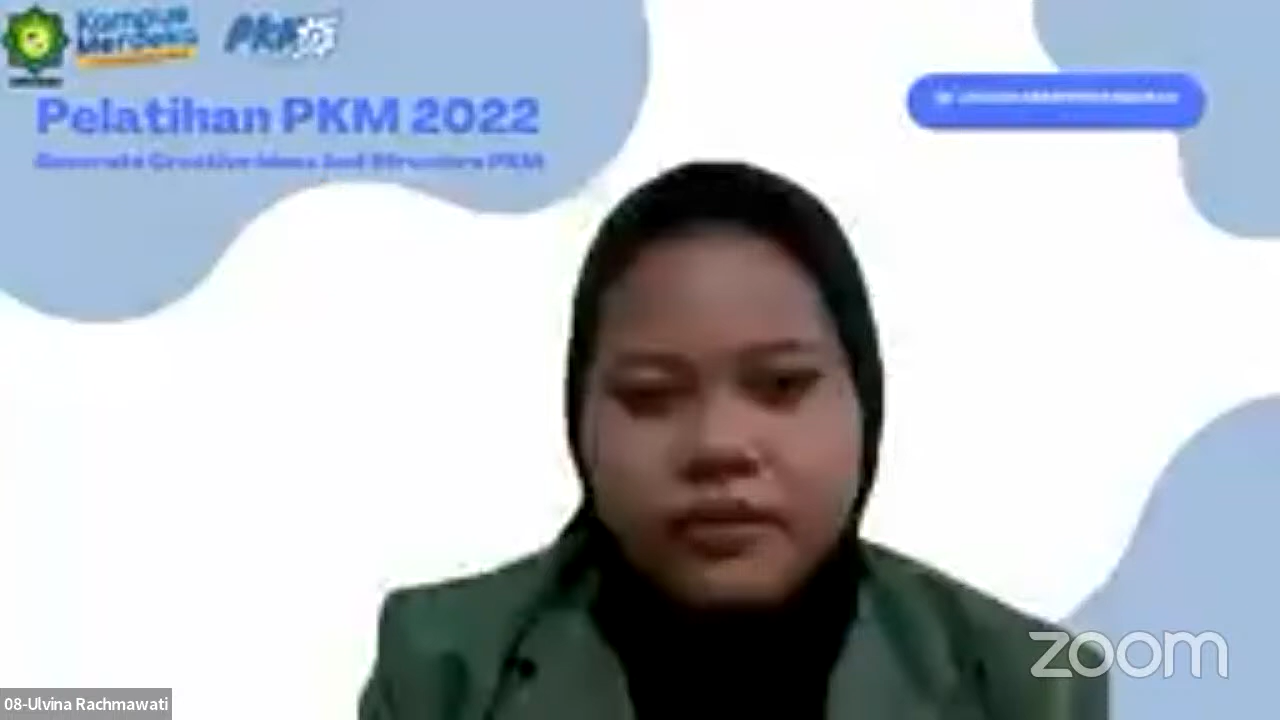 Kampus
Merdeka
PKM
Pelatihan PKM 2022
Generate Creative Ideas And Structure PKM
zoom
08-Ulvina Rachmawati